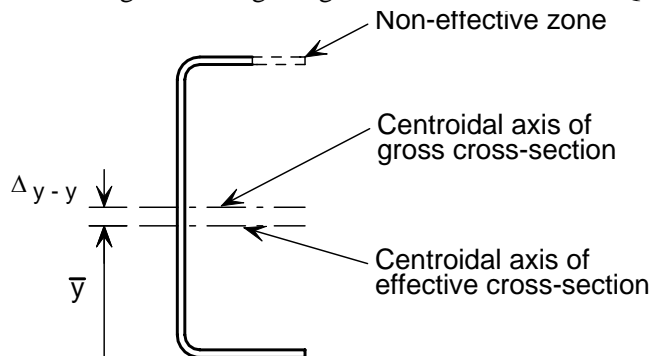 Non-effective zone
Centroidal axis of
gross cross-section
Δ y - y
Centroidal axis of
effective cross-section
y̅